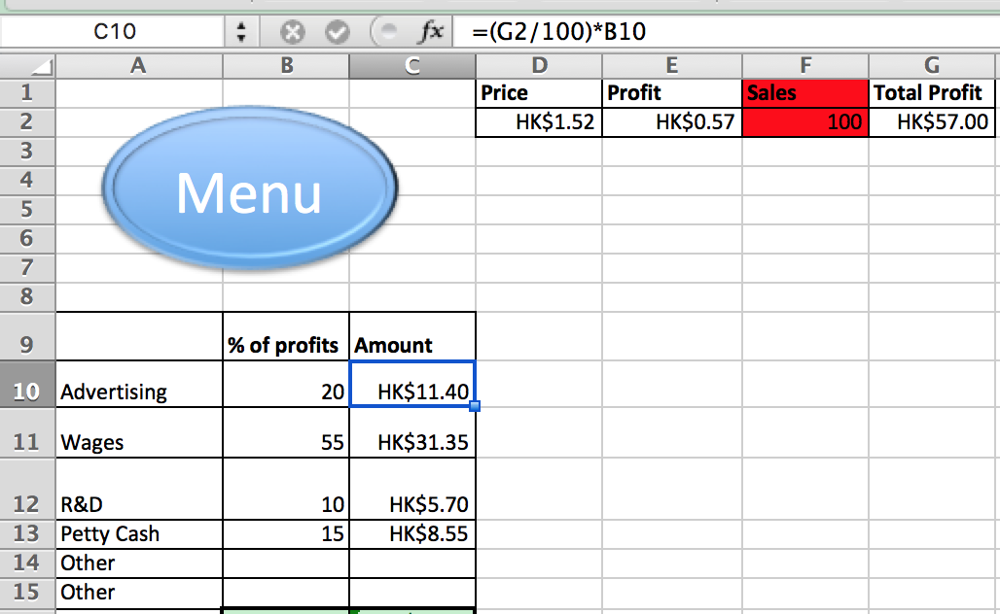 C10 fx =(G2/100)*B10
A B C D E F G
1 Price Profit Sales Total Profit
2 HK$1.52 HK$0.57 100 HK$57.00
3
4 Menu
5
6
7
8
9 % of profits Amount
10 Advertising 20 HK$11.40
11 Wages 55 HK$31.35
12 R&D 10 HK$5.70
13 Petty Cash 15 HK$8.55
14 Other
15 Other